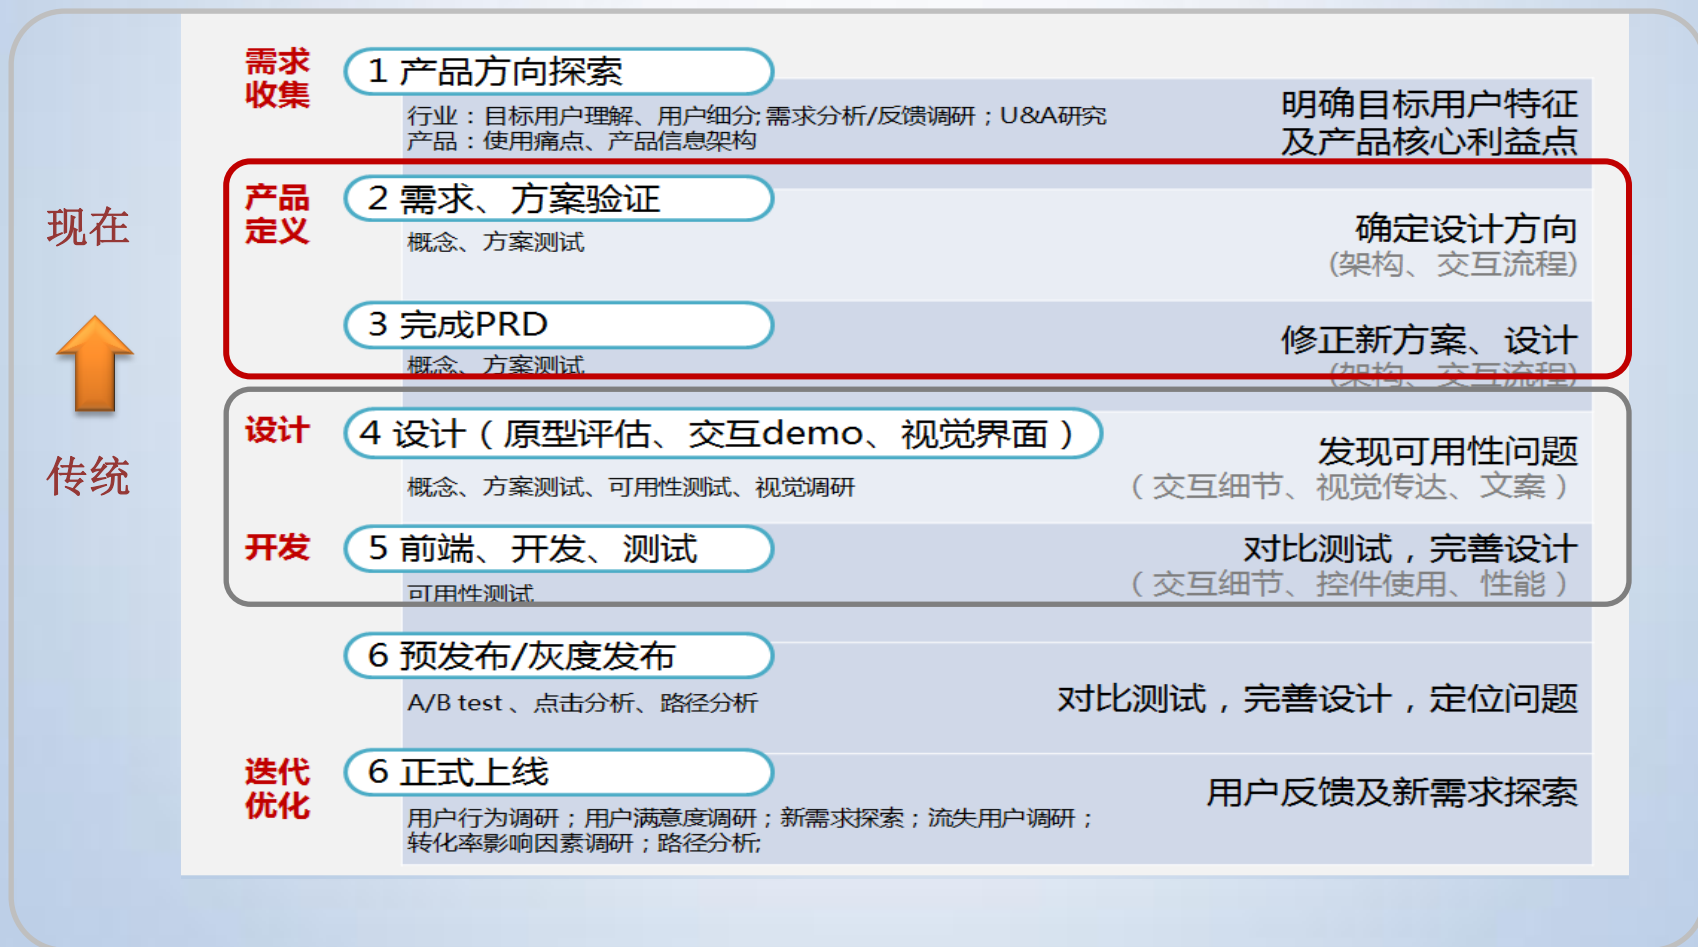 需求
收集
1 产品方向探索
行业：目标用户理解、用户细分;需求分析/反馈调研；U&A研究
产品：使用痛点、产品信息架构
明确目标用户特征
及产品核心利益点
现在
传统
产品
定义
2 需求、方案验证
概念、方案测试
确定设计方向
(架构、交互流程)
3 完成PRD
概念、方案测试
修正新方案、设计
(架构、交互流程)
设计
4 设计（原型评估、交互demo、视觉界面）
概念、方案测试、可用性测试、视觉调研
发现可用性问题
（交互细节、视觉传达、文案）
开发
5 前端、开发、测试
可用性测试
对比测试，完善设计
（交互细节、控件使用、性能）
6 预发布/灰度发布
A/B test、点击分析、路径分析
对比测试，完善设计，定位问题
迭代
优化
6 正式上线
用户行为调研；用户满意度调研；新需求探索；流失用户调研；
转化率影响因素调研；路径分析;
用户反馈及新需求探索